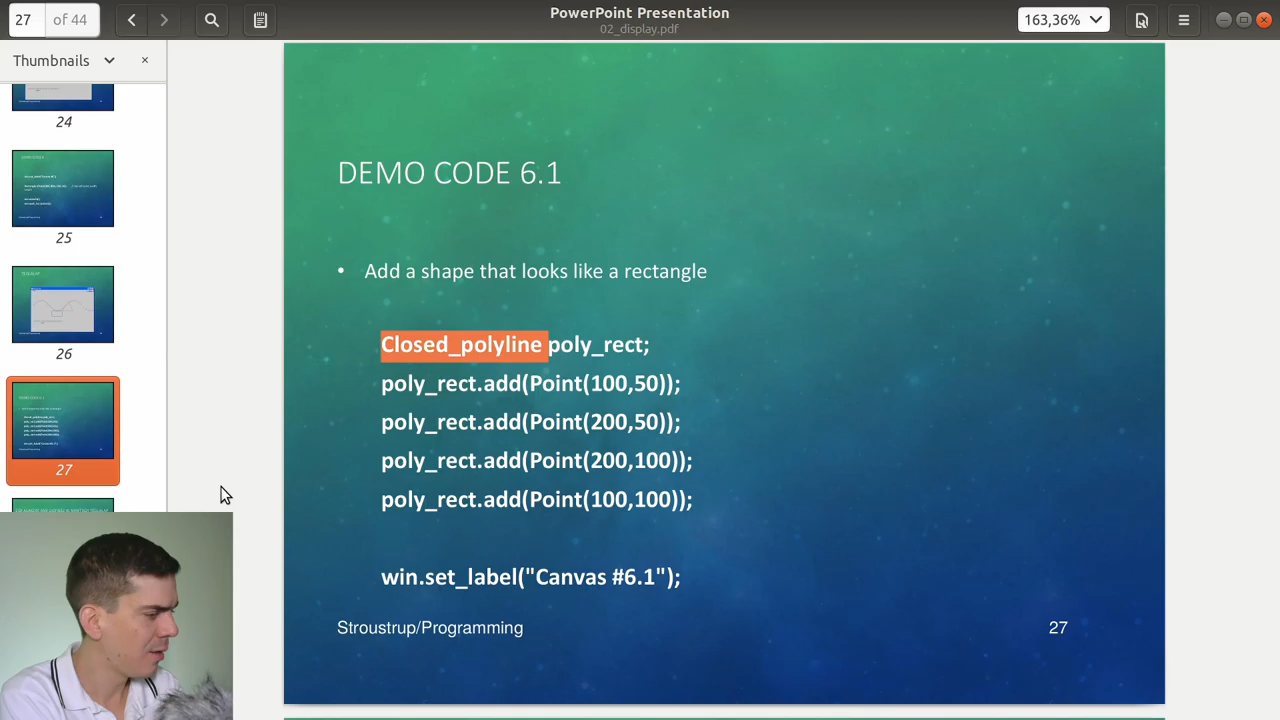 27
of 44
PowerPoint Presentation
02_display.pdf
163,36%
Thumbnails
24
25
26
27
DEMO CODE 6.1
• Add a shape that looks like a rectangle
Closed_polyline poly_rect;
poly_rect.add(Point(100,50));
poly_rect.add(Point(200,50));
poly_rect.add(Point(200,100));
poly_rect.add(Point(100,100));
win.set_label("Canvas #6.1");
Stroustrup/Programming
27